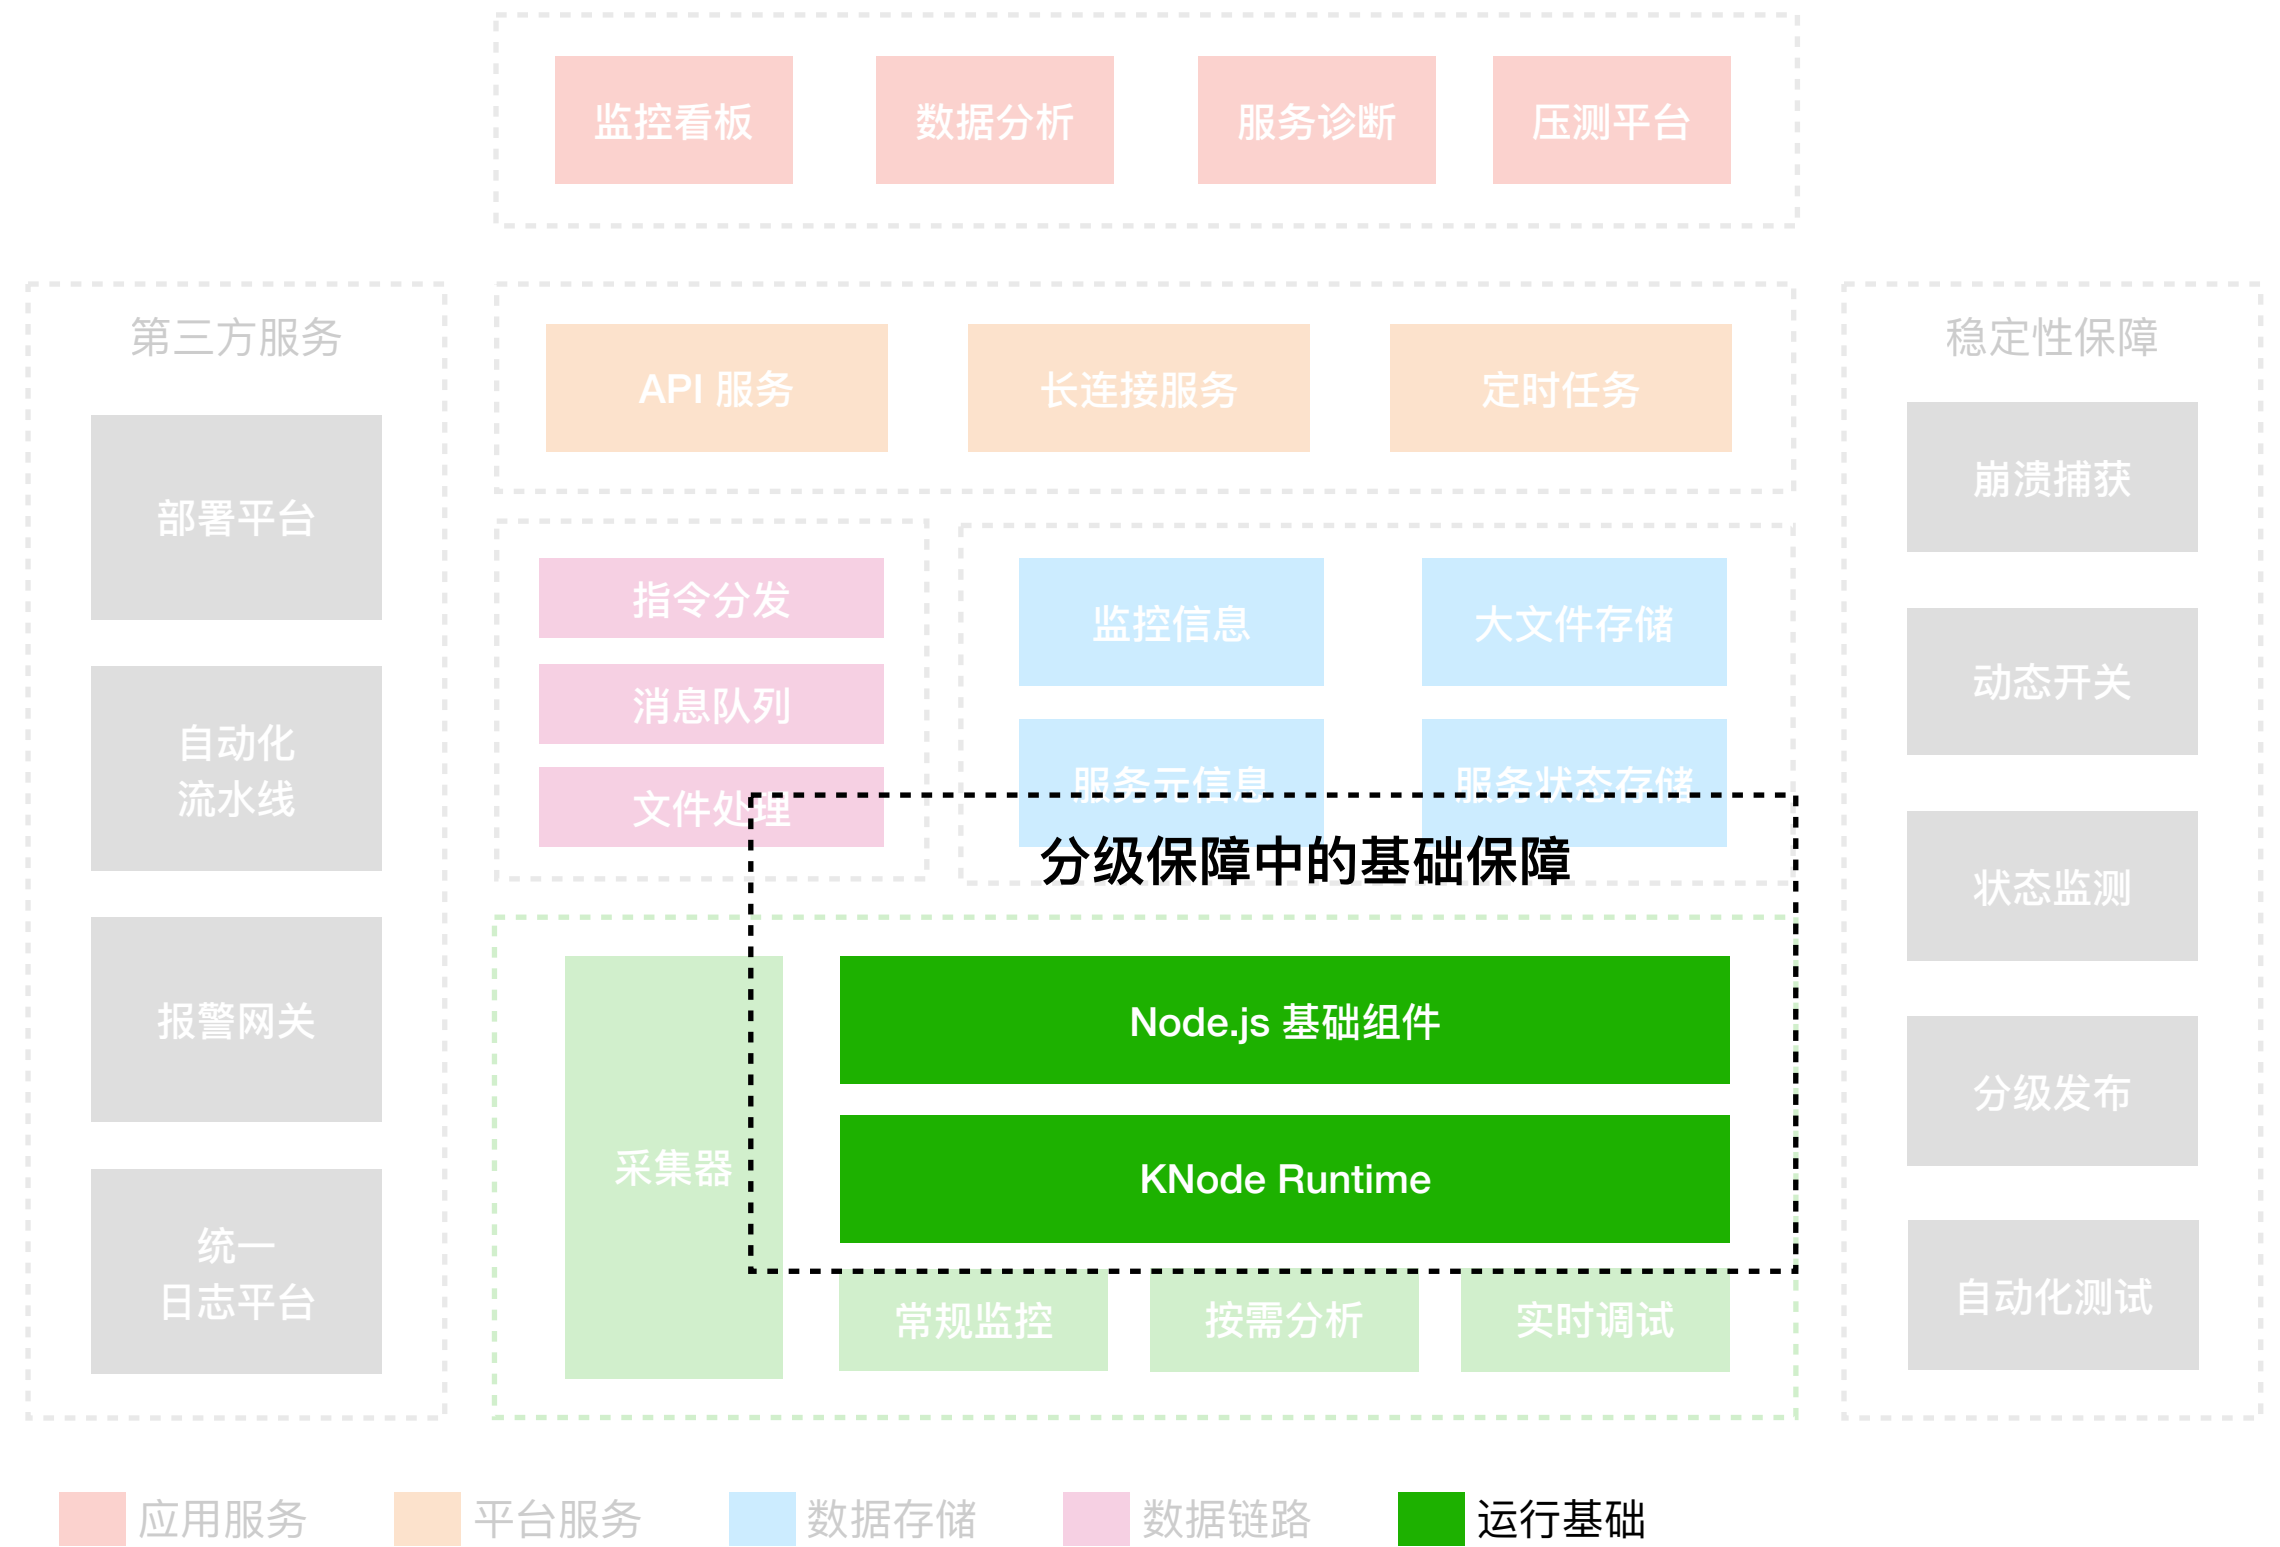 监控看板
数据分析
服务诊断
压测平台
第三方服务
部署平台
自动化
流水线
报警网关
统一
日志平台
API 服务
长连接服务
定时任务
指令分发
消息队列
文件处理
监控信息
大文件存储
服务元信息
服务状态存储
分级保障中的基础保障
采集器
Node.js 基础组件
KNode Runtime
常规监控
按需分析
实时调试
稳定性保障
崩溃捕获
动态开关
状态监测
分级发布
自动化测试
应用服务
平台服务
数据存储
数据链路
运行基础